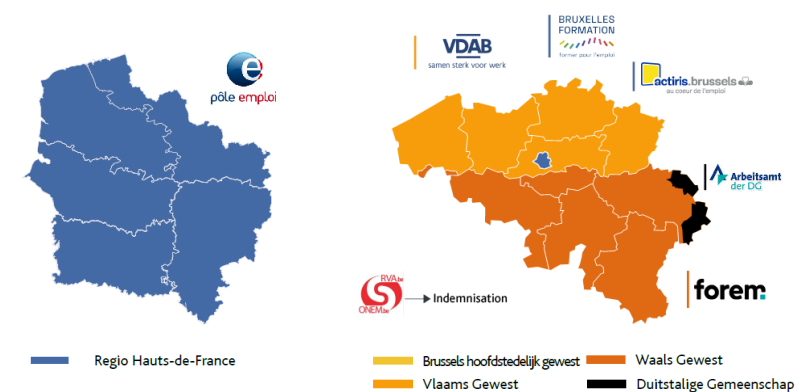 e
pôle emploi
VDAB
samen sterk voor werk
BRUXELLES
FORMATION
former pour l'emploi
actiris.brussels
au coeur de l'emploi
Arbeitsamt
der DG
RVA.be
ONEM.be
Indemnisation
forem
Regio Hauts-de-France
Brussels hoofdstedelijk gewest
Waals Gewest
Vlaams Gewest
Duitstalige Gemeenschap